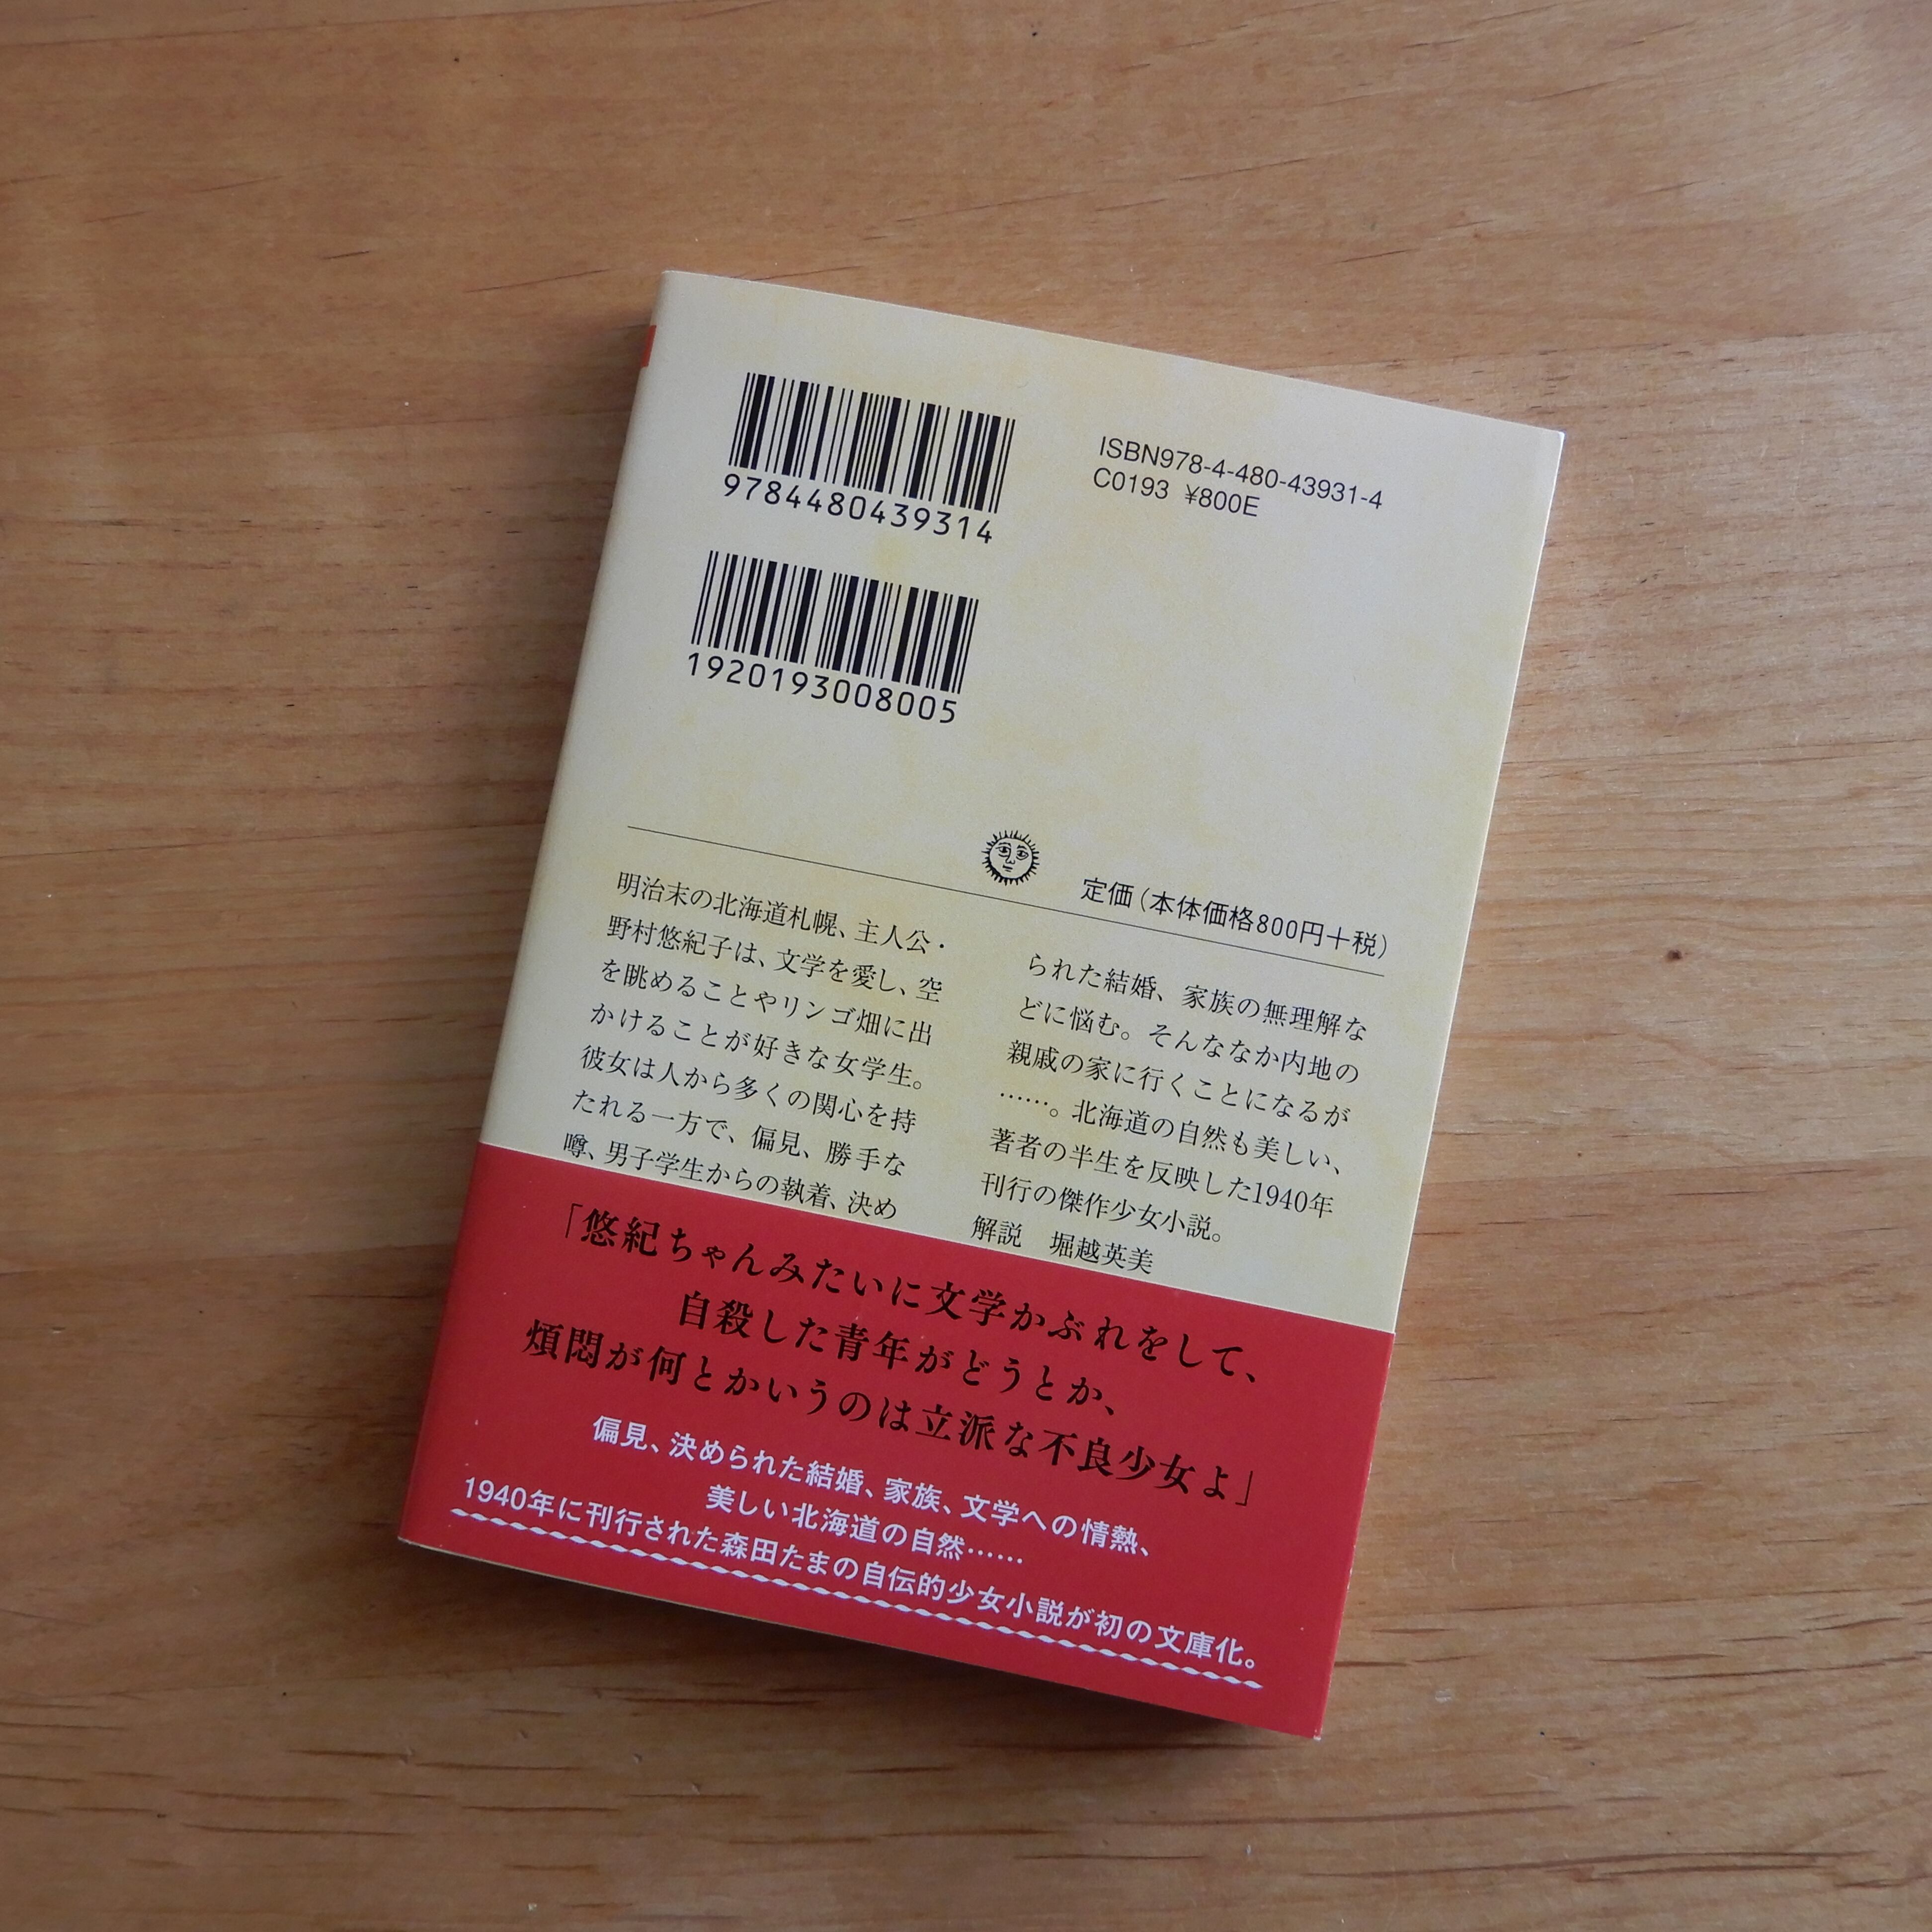 9784480439314
ISBN978-4-480-43931-4
C0193 ¥800E
1920193008005
定価(本体価格800円+税)
明治末の北海道札幌、主人公・
野村悠紀子は、文学を愛し、空
を眺めることやリンゴ畑に出
かけることが好きな女学生。
彼女は人から多くの関心を持
たれる一方で、偏見、勝手な
噂、男子学生からの執着、決め
られた結婚、家族の無理解な
どに悩む。そんななか内地の
親戚の家に行くことになるが
……。北海道の自然も美しい、
著者の半生を反映した1940年
刊行の傑作少女小説。
解説 堀越英美
「悠紀ちゃんみたいに文学かぶれをして、
自殺した青年がどうとか、
煩悶が何とかいうのは立派な不良少女よ」
偏見、決められた結婚、家族、文学への情熱、
美しい北海道の自然……
1940年に刊行された森田たまの自伝的少女小説が初の文庫化。